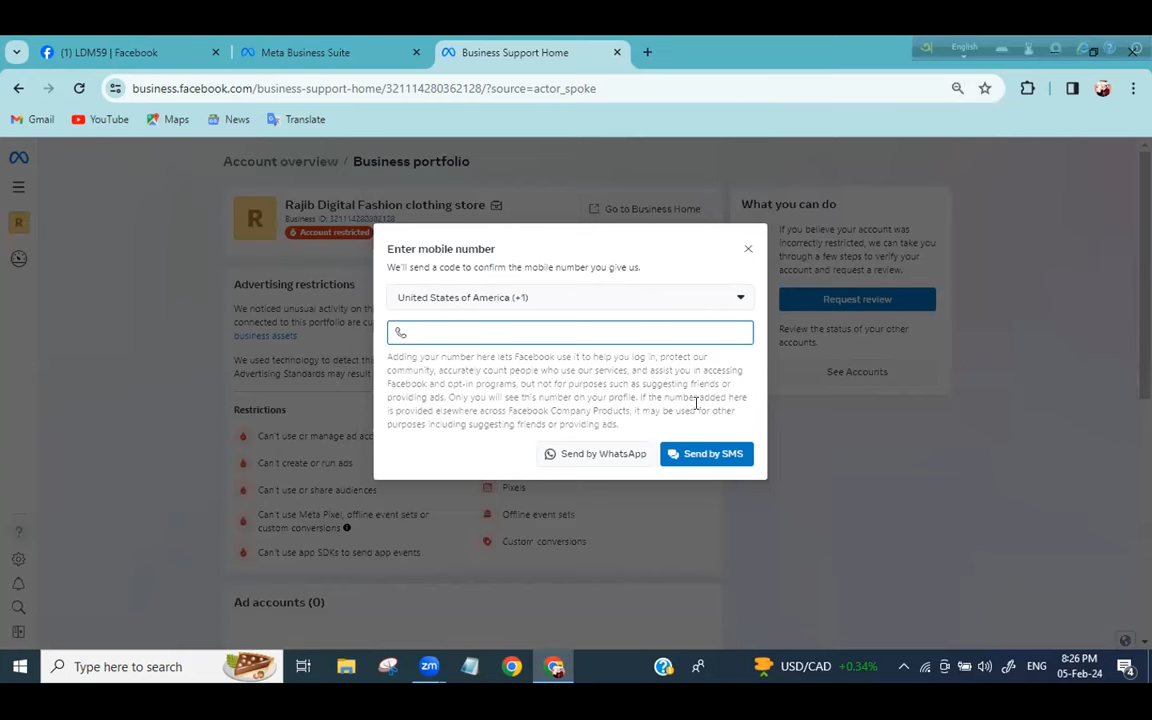 (1) LDM59 | Facebook
Meta Business Suite
Business Support Home
English
business.facebook.com/business-support-home/321114280362128/?source=actor_spoke
Gmail
YouTube
Maps
News
Translate
Account overview / Business portfolio
R
Rajib Digital Fashion clothing store
Business ID: 321114280362128
Account restricted
Go to Business Home
What you can do
If you believe your account was
incorrectly restricted, we can take you
through a few steps to verify your
account and request a review.
Request review
Review the status of your other
accounts.
See Accounts
R
Advertising restrictions
We noticed unusual activity on
connected to this portfolio are cur
business assets
We used technology to detect th
Advertising Standards may result
Restrictions
Can't use or manage ad acc
Can't create or run ads
Can't use or share audiences
Can't use Meta Pixel, offline event sets or
custom conversions
Can't use app SDKs to send app events
Pixels
Offline event sets
Custom conversions
Ad accounts (0)
Enter mobile number
We'll send a code to confirm the mobile number you give us.
United States of America (+1)
Adding your number here lets Facebook use it to help you log in, protect our
community, accurately count people who use our services, and assist you in accessing
Facebook and opt-in programs, but not for purposes such as suggesting friends or
providing ads. Only you will see this number on your profile. If the number added here
is provided elsewhere across Facebook Company Products, it may be used for other
purposes including suggesting friends or providing ads.
Send by WhatsApp
Send by SMS
Type here to search
zm
USD/CAD +0.34%
ENG
8:26 PM
05-Feb-24
4